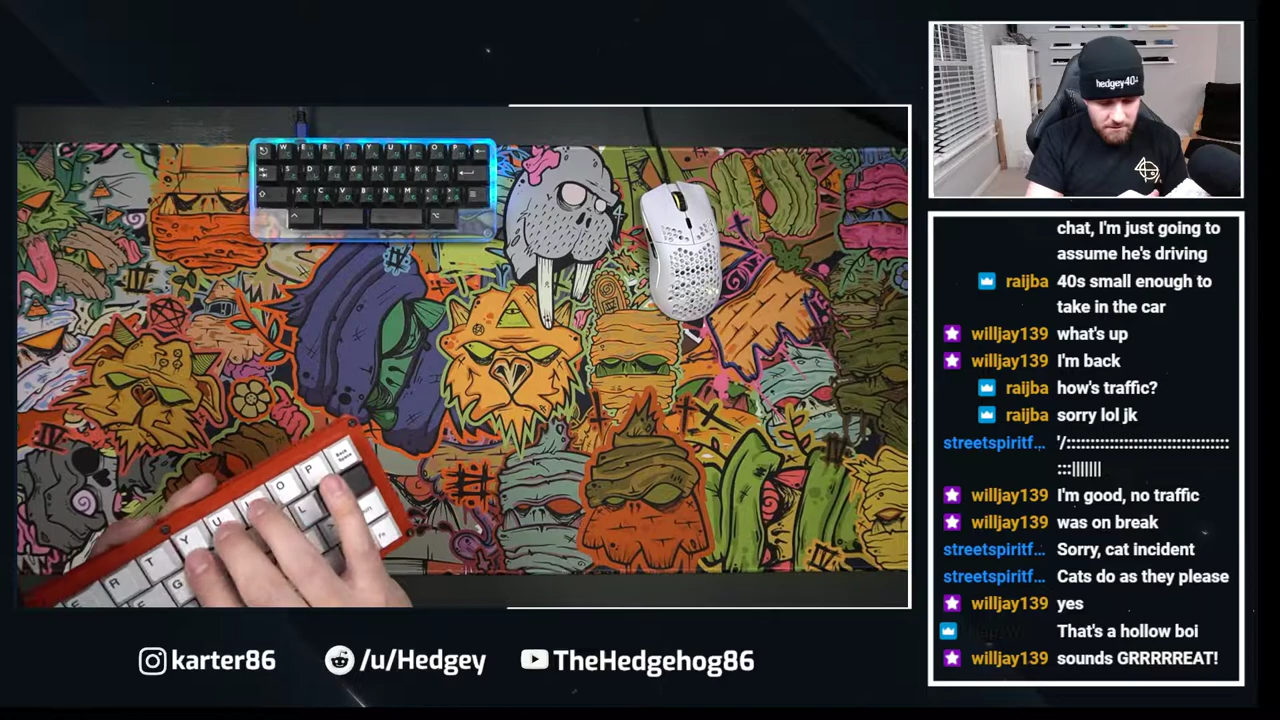 hedgey40s
W E R T Y U I O P
S D F G H J K L
X C V B N M
Back Space
P
O
I
U
Y
T
R
L
G
Fn
chat, I'm just going to
assume he's driving
raijba 40s small enough to
take in the car
willjay139 what's up
willjay139 I'm back
raijba how's traffic?
raijba sorry lol jk
streetspiritf... '/:::::::::::::::::::::::::::::::::
:::|||||||
willjay139 I'm good, no traffic
willjay139 was on break
streetspiritf... Sorry, cat incident
streetspiritf... Cats do as they please
willjay139 yes
That's a hollow boi
willjay139 sounds GRRRRREAT!
karter86
/u/Hedgey
TheHedgehog86